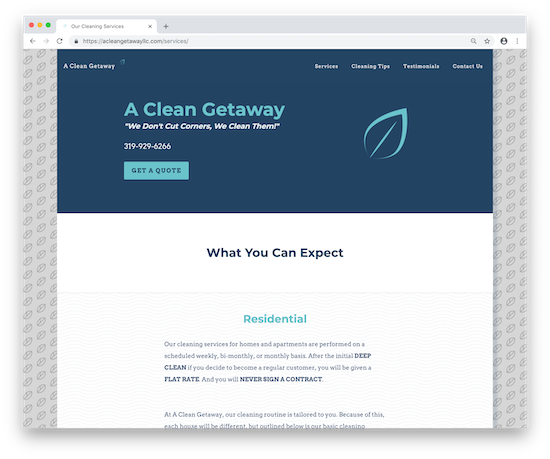 Our Cleaning Services
https://acleangetawayllc.com/services/
A Clean Getaway
Services
Cleaning Tips
Testimonials
Contact Us
A Clean Getaway
"We Don't Cut Corners, We Clean Them!"
319-929-6266
GET A QUOTE
What You Can Expect
Residential
Our cleaning services for homes and apartments are performed on a
scheduled weekly, bi-monthly, or monthly basis. After the initial DEEP
CLEAN if you decide to become a regular customer, you will be given a
FLAT RATE. And you will NEVER SIGN A CONTRACT.
At A Clean Getaway, our cleaning routine is tailored to you. Because of this,
each house will be different, but outlined below is our basic cleaning